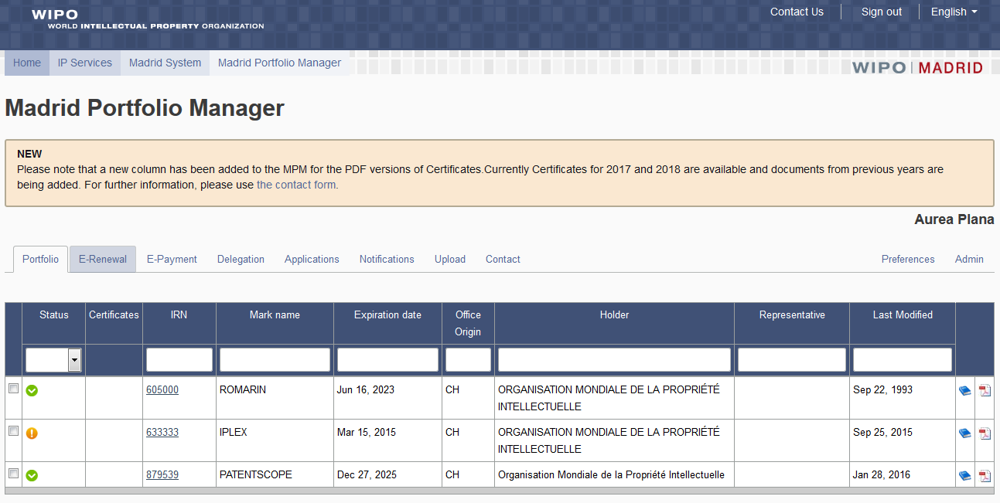 WIPO
WORLD INTELLECTUAL PROPERTY ORGANIZATION
Contact Us Sign out English
Home IP Services Madrid System Madrid Portfolio Manager
WIPO | MADRID
Madrid Portfolio Manager
NEW
Please note that a new column has been added to the MPM for the PDF versions of Certificates.Currently Certificates for 2017 and 2018 are available and documents from previous years are
being added. For further information, please use the contact form.
Aurea Plana
Portfolio E-Renewal E-Payment Delegation Applications Notifications Upload Contact Preferences Admin
Status Certificates IRN Mark name Expiration date Office Holder Representative Last Modified
Origin
605000 ROMARIN Jun 16, 2023 CH ORGANISATION MONDIALE DE LA PROPRIÉTÉ Sep 22, 1993
INTELLECTUELLE
633333 IPLEX Mar 15, 2015 CH ORGANISATION MONDIALE DE LA PROPRIÉTÉ Sep 25, 2015
INTELLECTUELLE
879539 PATENTSCOPE Dec 27, 2025 CH Organisation Mondiale de la Propriété Intellectuelle Jan 28, 2016